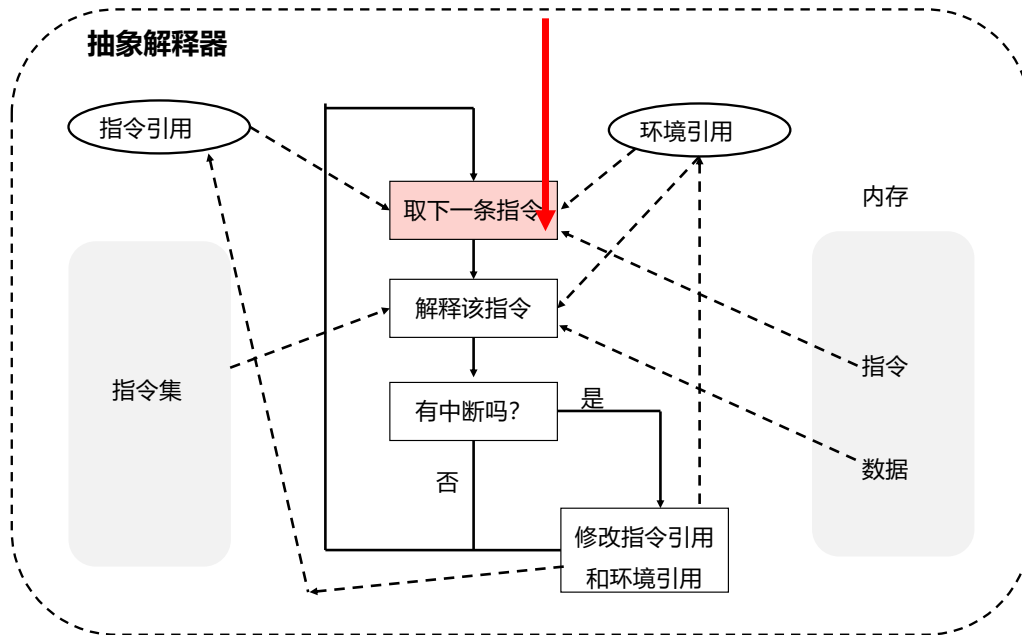 抽象解释器
指令引用
环境引用
内存
取下一条指令
解释该指令
指令
指令集
有中断吗?
是
数据
否
修改指令引用
和环境引用